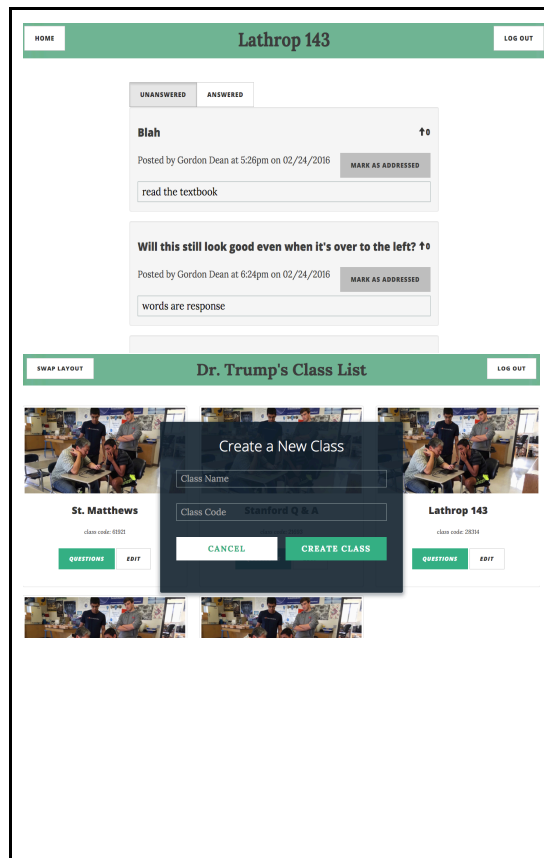 HOME
Lathrop 143
LOG OUT
UNANSWERED
ANSWERED
Blah
0
Posted by Gordon Dean at 5:26pm on 02/24/2016
MARK AS ADDRESSED
read the textbook
Will this still look good even when it's over to the left?
0
Posted by Gordon Dean at 6:24pm on 02/24/2016
MARK AS ADDRESSED
words are response
SWAP LAYOUT
Dr. Trump's Class List
LOG OUT
Create a New Class
Class Name
Class Code
CANCEL
CREATE CLASS
St. Matthews
class code: 61921
QUESTIONS
EDIT
Stanford Q & A
Lathrop 143
class code: 28314
QUESTIONS
EDIT